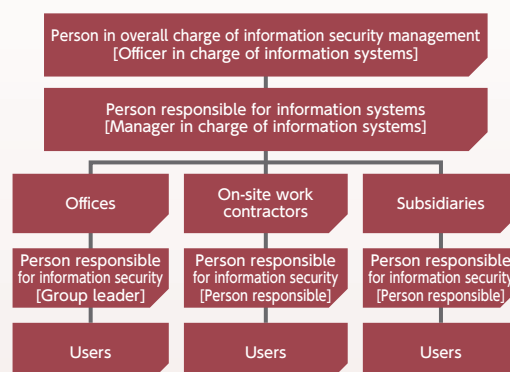 Person in overall charge of information security management
[Officer in charge of information systems]
Person responsible for information systems
[Manager in charge of information systems]
Offices
On-site work
contractors
Subsidiaries
Person responsible
for information security
[Group leader]
Person responsible
for information security
[Person responsible]
Person responsible
for information security
[Person responsible]
Users
Users
Users